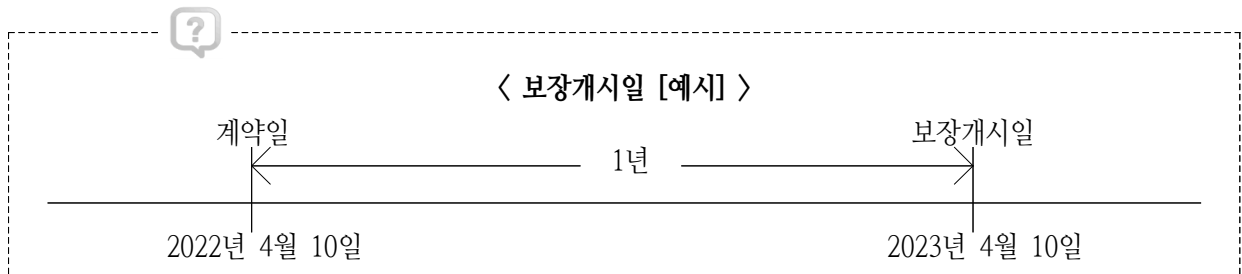 ?
〈 보장개시일 [예시] 〉
계약일 보장개시일
1년
2022년 4월 10일 2023년 4월 10일